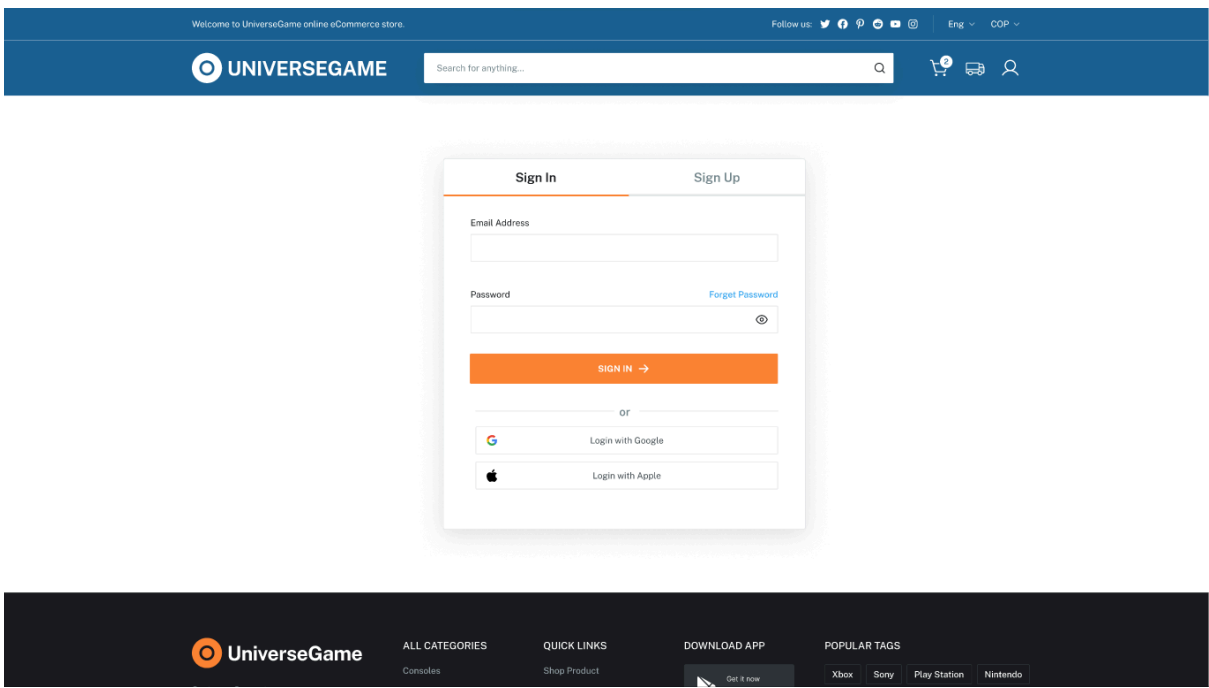 Welcome to UniverseGame online eCommerce store.
Follow us:
Eng
COP
UNIVERSEGAME
Search for anything...
2
Sign In
Sign Up
Email Address
Password
Forget Password
SIGN IN
or
Login with Google
Login with Apple
UniverseGame
ALL CATEGORIES
QUICK LINKS
DOWNLOAD APP
POPULAR TAGS
Consoles
Shop Product
Get it now
Xbox
Sony
Play Station
Nintendo